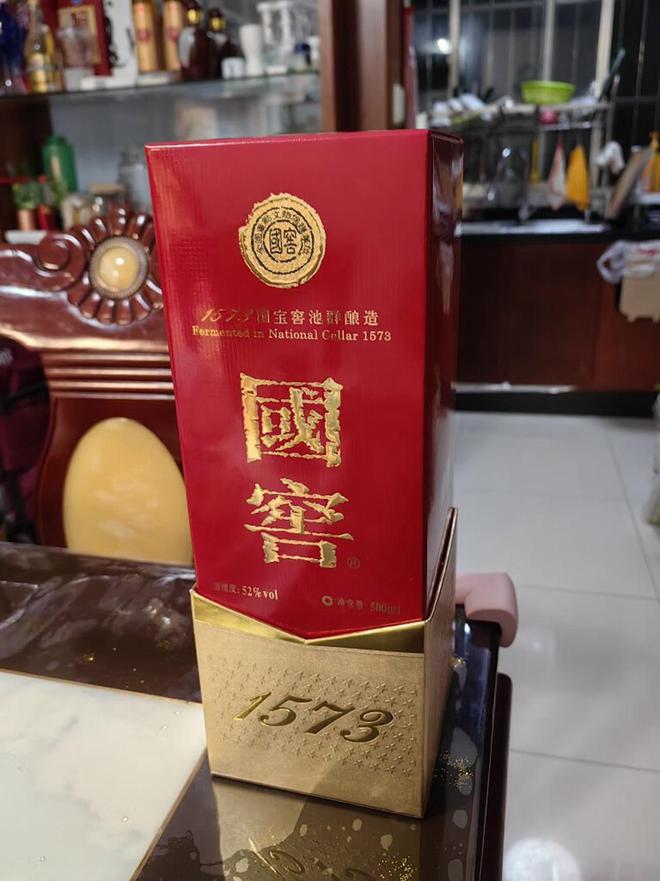 國窖
1573国宝窖池群酿造
Fermented in National Cellar 1573
國
窖
®
酒精度:52%vol
净含量:500ml
1573